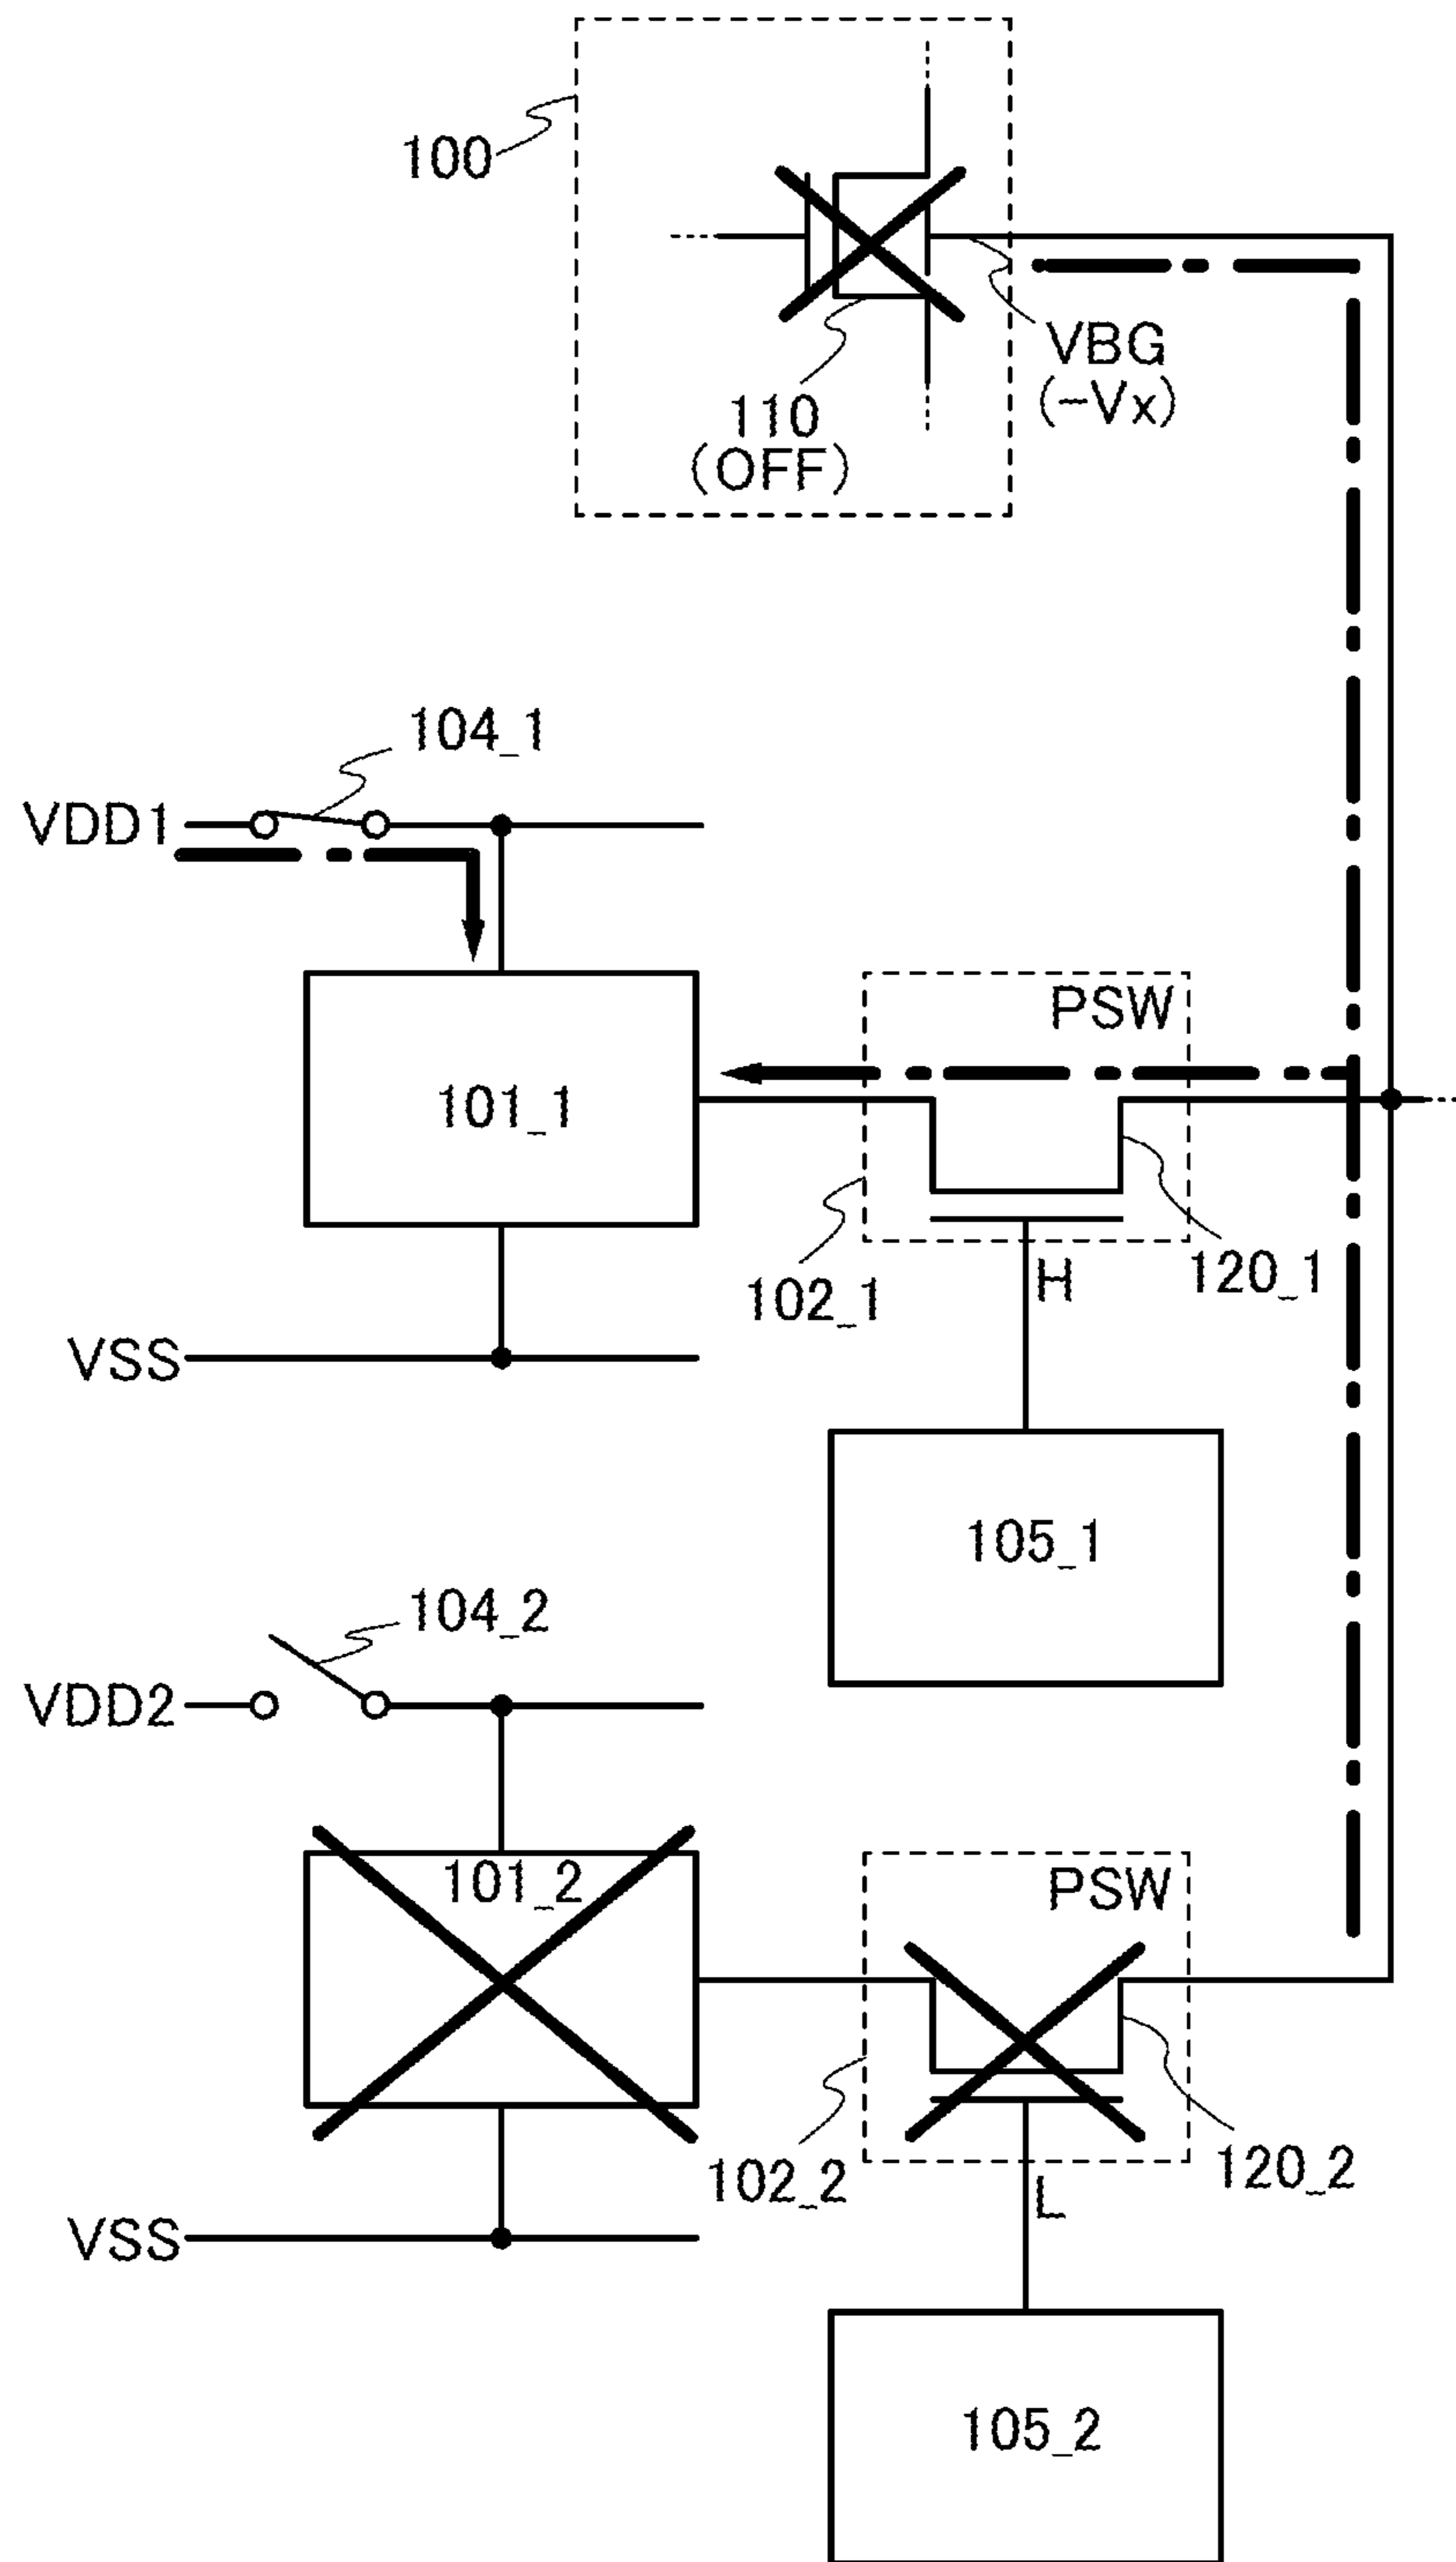 100
VBG
(-Vx)
110
(OFF)
104_1
VDD1
PSW
101_1
120_1
102_1
H
VSS
105_1
104_2
VDD2
101_2
PSW
120_2
102_2
L
VSS
105_2